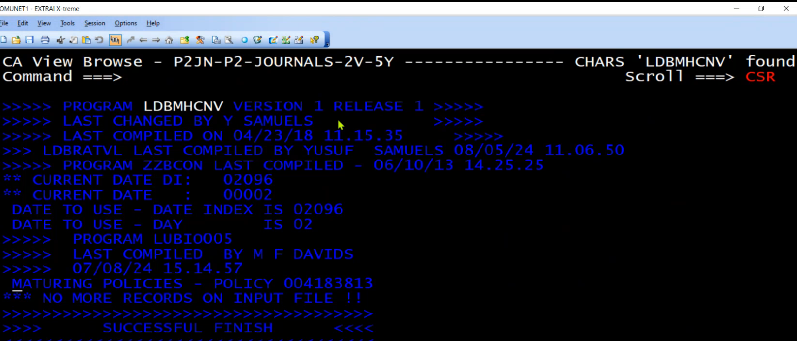 OMUNET1 - EXTRA! X-treme
File Edit View Tools Session Options Help
CA View Browse - P2JN-P2-JOURNALS-2V-5Y --------------- CHARS 'LDBMHCNV' found
Command ===> Scroll ===> CSR
>>>>> PROGRAM LDBMHCNV VERSION 1 RELEASE 1 >>>>>
>>>>> LAST CHANGED BY Y SAMUELS >>>>>
>>>>> LAST COMPILED ON 04/23/18 11.15.35 >>>>>
>>> LDBRATVL LAST COMPILED BY YUSUF SAMUELS 08/05/24 11.06.50
>>>>> PROGRAM ZZBCON LAST COMPILED - 06/10/13 14.25.25
** CURRENT DATE DI: 02096
** CURRENT DATE : 00002
DATE TO USE - DATE INDEX IS 02096
DATE TO USE - DAY IS 02
>>>>> PROGRAM LUBIO005
>>>>> LAST COMPILED BY M F DAVIDS
>>>>> 07/08/24 15.14.57
MATURING POLICIES - POLICY 004183813
*** NO MORE RECORDS ON INPUT FILE !!
>>>>>>>>>>>>>>>>>>>>>>>>>>>>>>>>>>>>
>>>> SUCCESSFUL FINISH <<<<